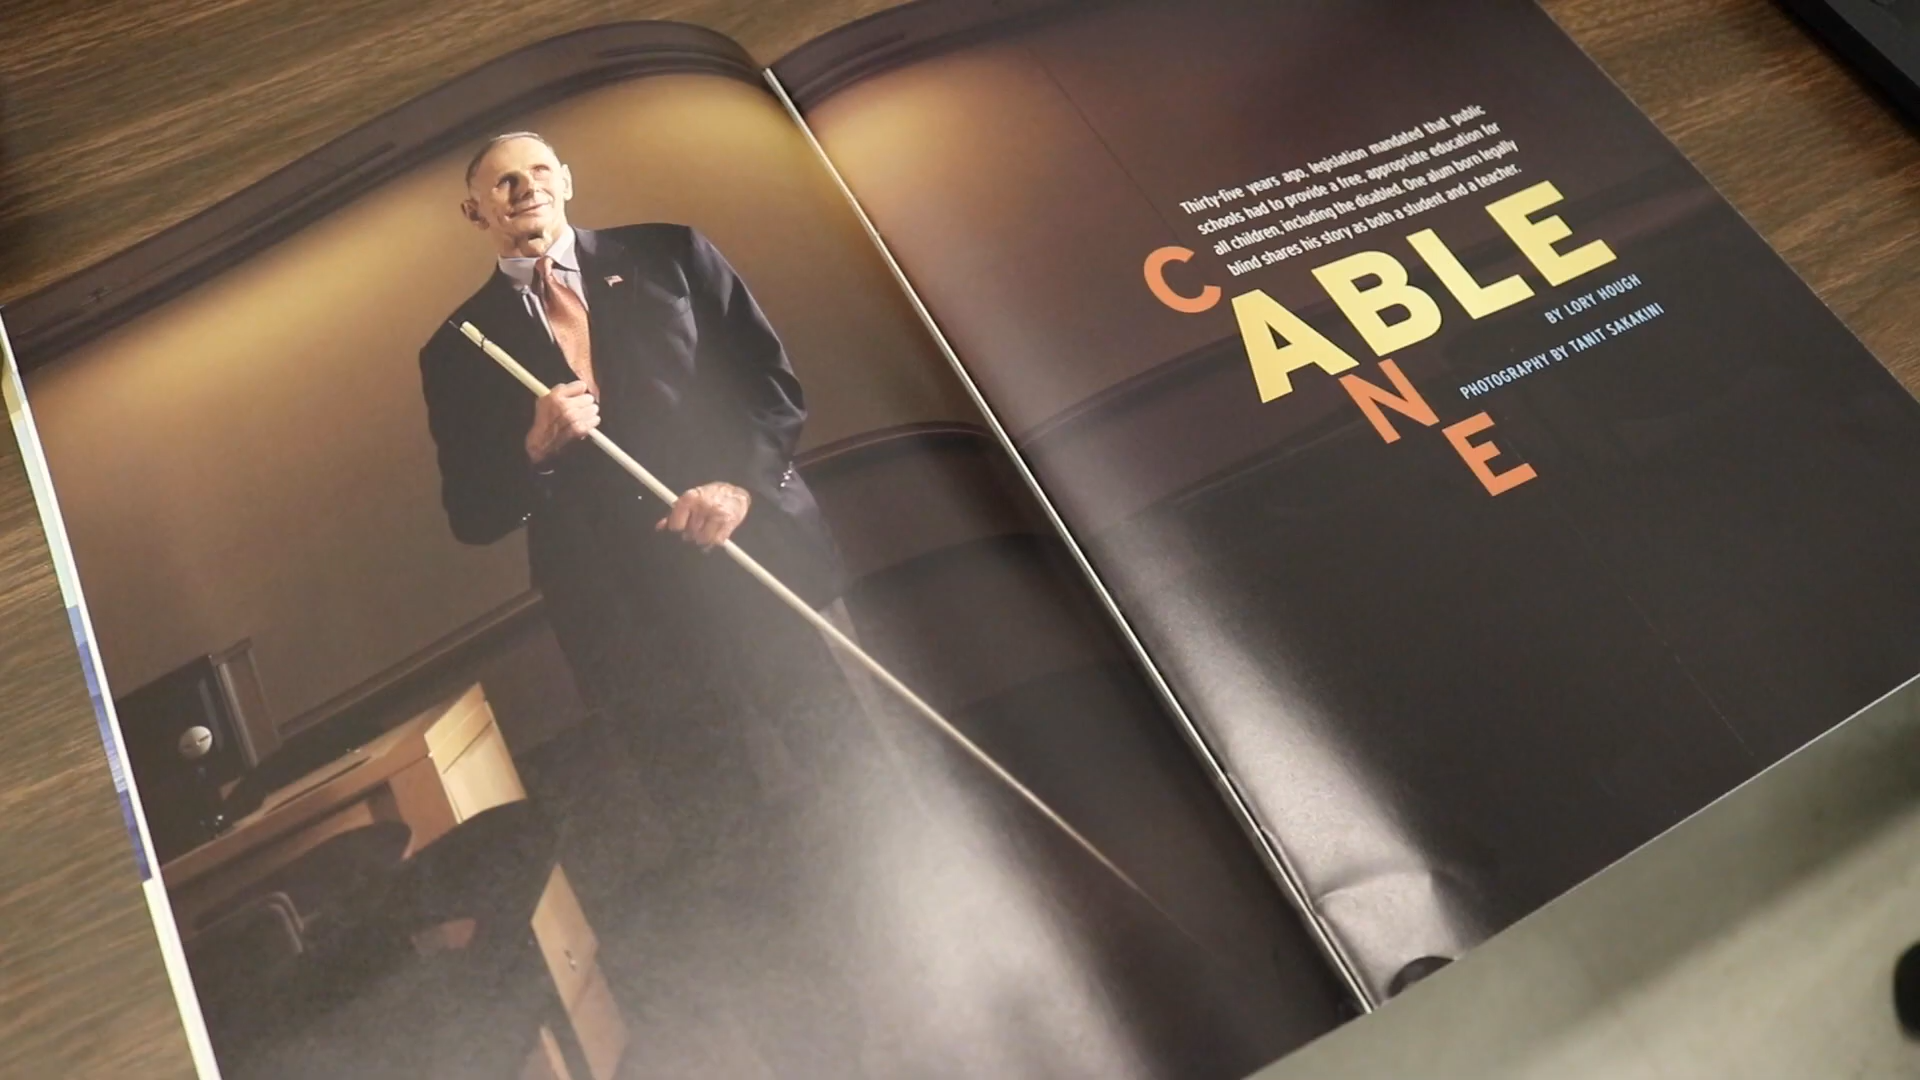 Thirty-five years ago, legislation mandated that public
schools had to provide a free, appropriate education for
all children, including the disabled. One alum born legally
blind shares his story as both a student and a teacher.
C
ABLE
N
E
BY LORY HOUGH
PHOTOGRAPHY BY TANIT SAKAKINI